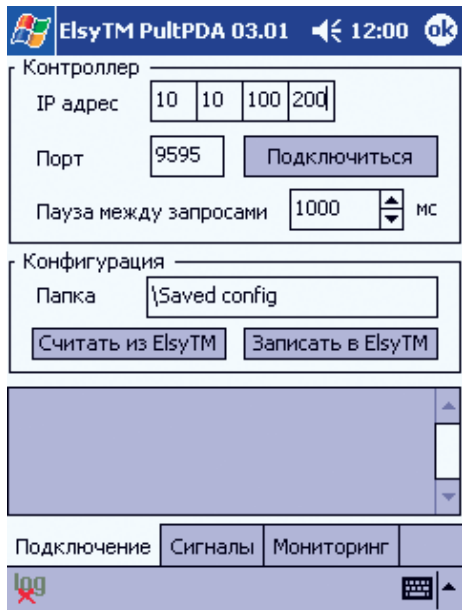 ElsyTM PultPDA 03.01 12:00 ok
Контроллер
IP адрес 10 10 100 200
Порт 9595 Подключиться
Пауза между запросами 1000 мс
Конфигурация
Папка \Saved config
Считать из ElsyTM Записать в ElsyTM
Подключение Сигналы Мониторинг
log